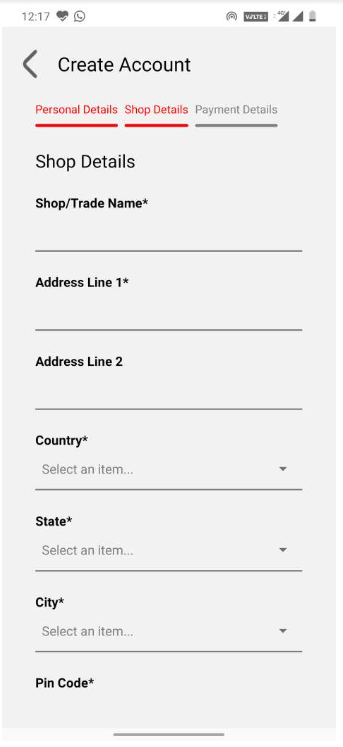 12:17 VoLTE 4G
Create Account
Personal Details Shop Details Payment Details
Shop Details
Shop/Trade Name*
Address Line 1*
Address Line 2
Country*
Select an item...
State*
Select an item...
City*
Select an item...
Pin Code*